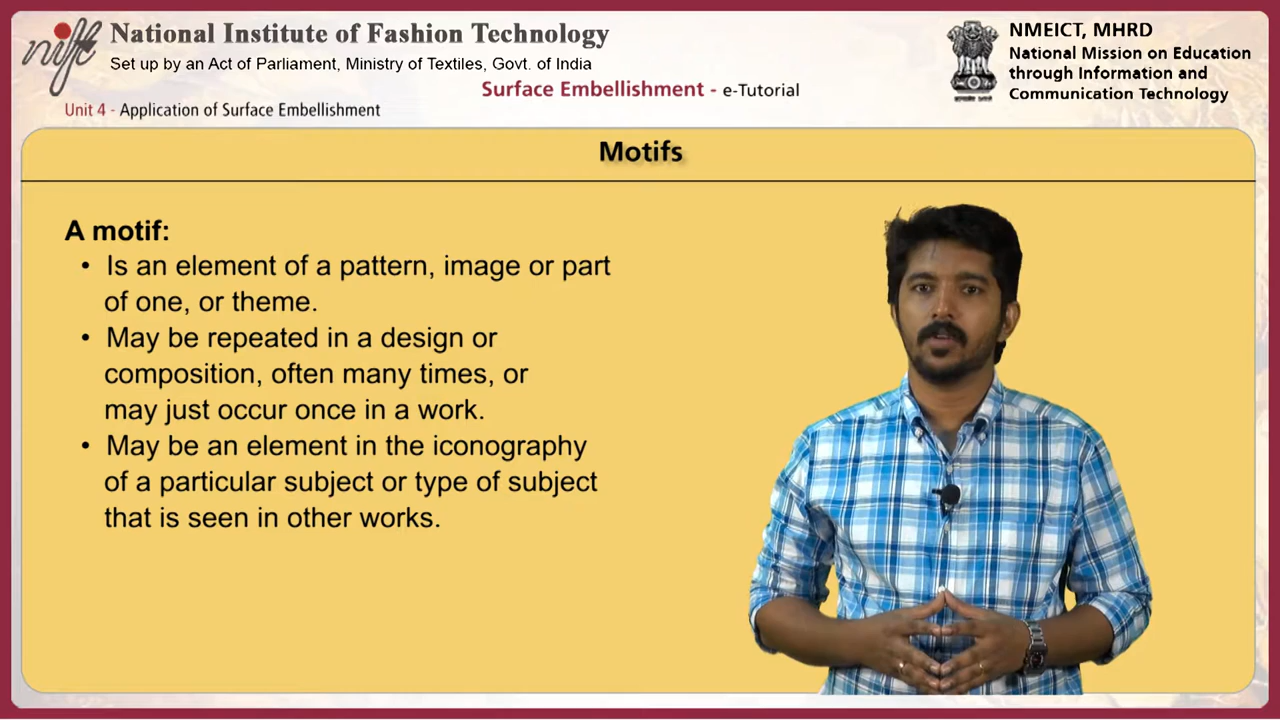 nift
National Institute of Fashion Technology
Set up by an Act of Parliament, Ministry of Textiles, Govt. of India
NMEICT, MHRD
National Mission on Education
through Information and
Communication Technology
Surface Embellishment - e-Tutorial
Unit 4 - Application of Surface Embellishment
Motifs
A motif:
• Is an element of a pattern, image or part
of one, or theme.
• May be repeated in a design or
composition, often many times, or
may just occur once in a work.
• May be an element in the iconography
of a particular subject or type of subject
that is seen in other works.